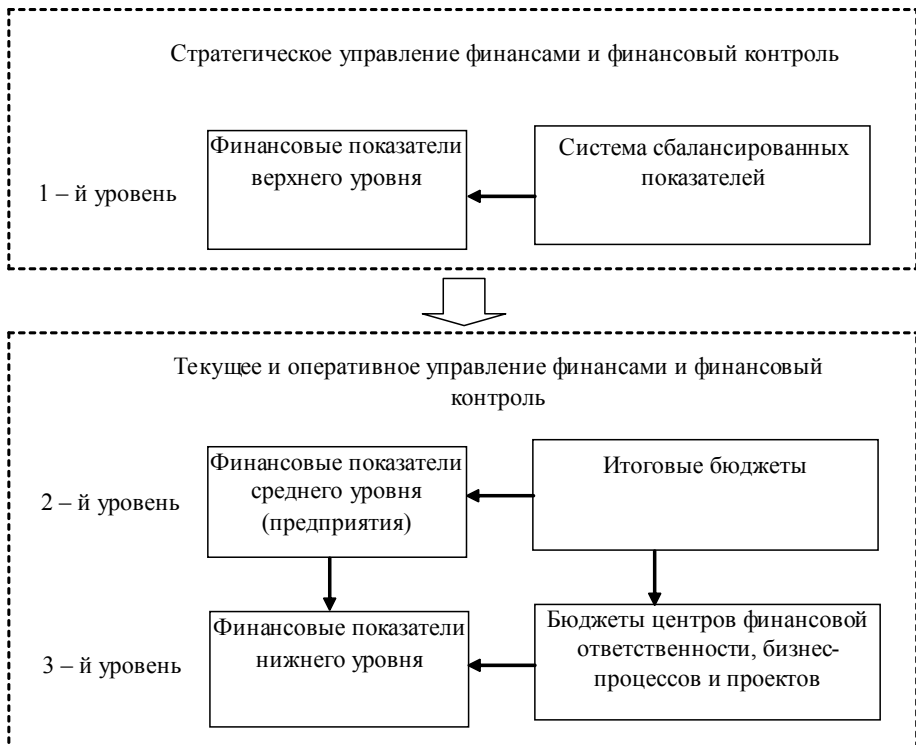 Стратегическое управление финансами и финансовый контроль
Финансовые показатели
верхнего уровня
Система сбалансированных
показателей
1 – й уровень
Текущее и оперативное управление финансами и финансовый
контроль
Финансовые показатели
среднего уровня
(предприятия)
Итоговые бюджеты
2 – й уровень
Финансовые показатели
нижнего уровня
Бюджеты центров финансовой
ответственности, бизнес-
процессов и проектов
3 – й уровень